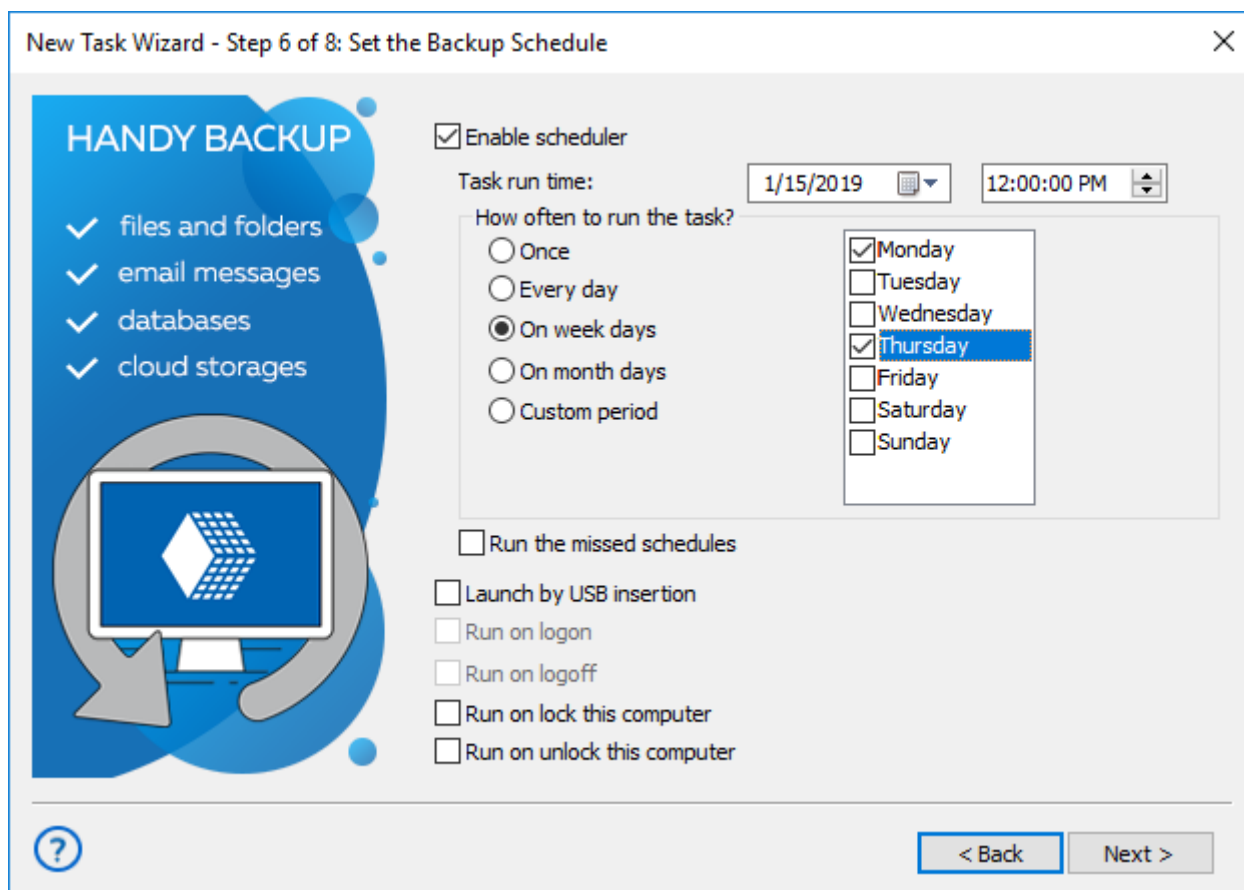 New Task Wizard - Step 6 of 8: Set the Backup Schedule
HANDY BACKUP
files and folders
email messages
databases
cloud storages
Enable scheduler
Task run time: 1/15/2019 12:00:00 PM
How often to run the task?
Once
Every day
On week days
On month days
Custom period
Monday
Tuesday
Wednesday
Thursday
Friday
Saturday
Sunday
Run the missed schedules
Launch by USB insertion
Run on logon
Run on logoff
Run on lock this computer
Run on unlock this computer
?
< Back Next >